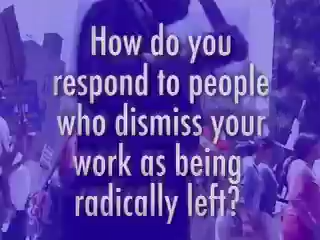 How do you
respond to people
who dismiss your
work as being
radically left?